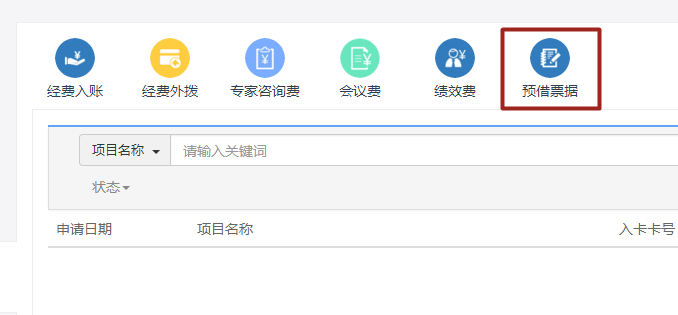 经费入账 经费外拨 专家咨询费 会议费 绩效费 预借票据
项目名称 请输入关键词
状态
申请日期 项目名称 入卡卡号